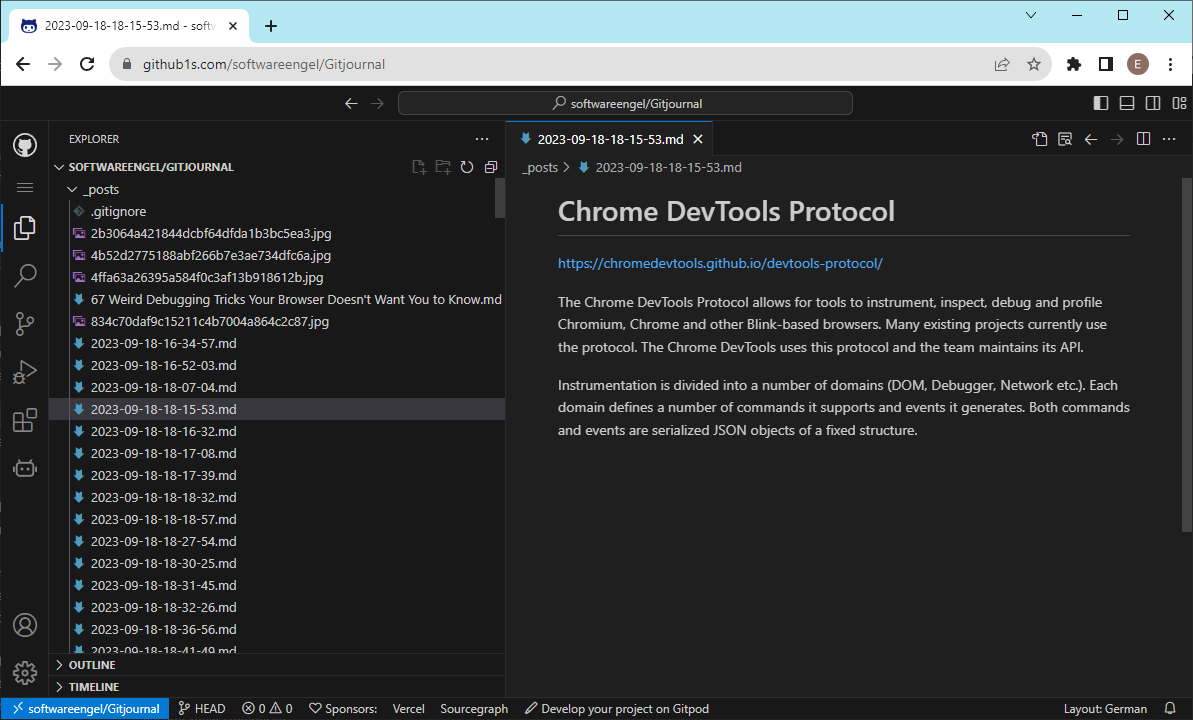 2023-09-18-18-15-53.md - softw
github1s.com/softwareengel/Gitjournal
E
softwareengel/Gitjournal
EXPLORER
2023-09-18-18-15-53.md
SOFTWAREENGEL/GITJOURNAL
_posts > 2023-09-18-18-15-53.md
_posts
.gitignore
2b3064a421844dcbf64dfda1b3bc5ea3.jpg
4b52d2775188abf266b7e3ae734dfc6a.jpg
4ffa63a26395a584f0c3af13b918612b.jpg
67 Weird Debugging Tricks Your Browser Doesn't Want You to Know.md
834c70daf9c15211c4b7004a864c2c87.jpg
2023-09-18-16-34-57.md
2023-09-18-16-52-03.md
2023-09-18-18-07-04.md
2023-09-18-18-15-53.md
2023-09-18-18-16-32.md
2023-09-18-18-17-08.md
2023-09-18-18-17-39.md
2023-09-18-18-18-32.md
2023-09-18-18-18-57.md
2023-09-18-18-27-54.md
2023-09-18-18-30-25.md
2023-09-18-18-31-45.md
2023-09-18-18-32-26.md
2023-09-18-18-36-56.md
2023-09-18-18-41-49.md
OUTLINE
TIMELINE
Chrome DevTools Protocol
https://chromedevtools.github.io/devtools-protocol/
The Chrome DevTools Protocol allows for tools to instrument, inspect, debug and profile
Chromium, Chrome and other Blink-based browsers. Many existing projects currently use
the protocol. The Chrome DevTools uses this protocol and the team maintains its API.
Instrumentation is divided into a number of domains (DOM, Debugger, Network etc.). Each
domain defines a number of commands it supports and events it generates. Both commands
and events are serialized JSON objects of a fixed structure.
softwareengel/Gitjournal HEAD 0 0 Sponsors: Vercel Sourcegraph Develop your project on Gitpod Layout: German